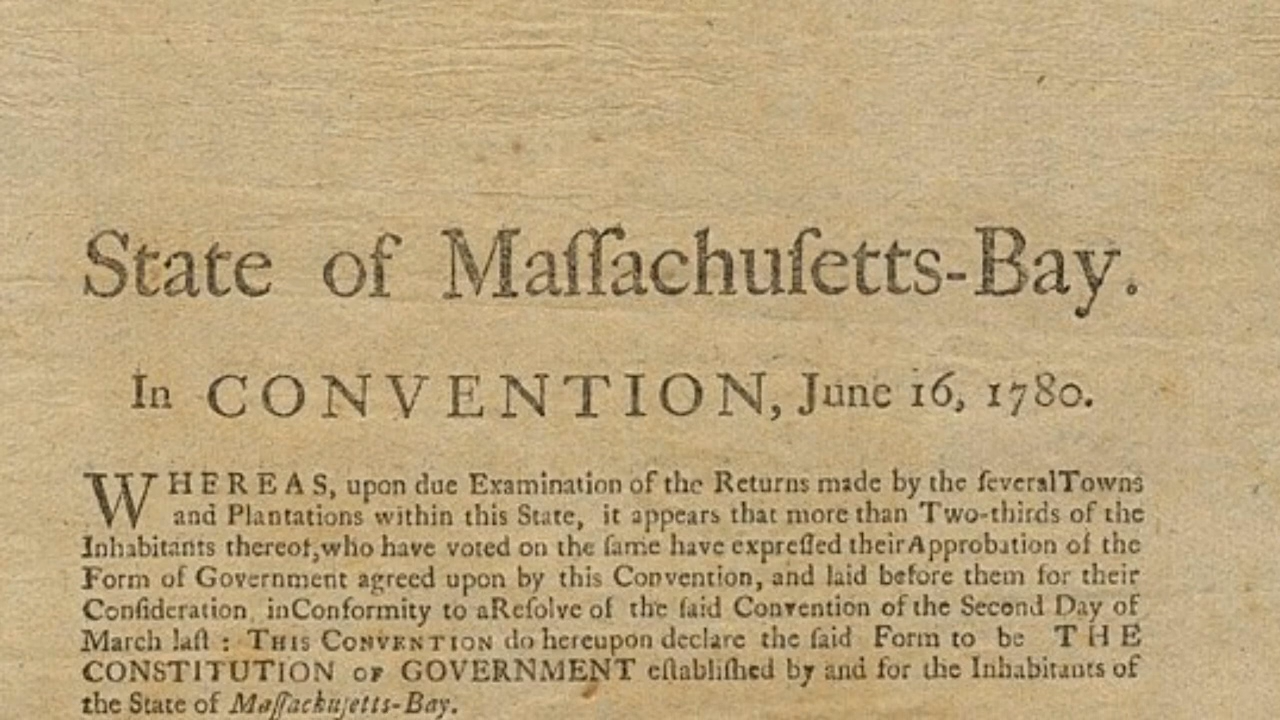 State of Maſſachuſetts-Bay.
In CONVENTION, June 16, 1780.
WHEREAS, upon due Examination of the Returns made by the ſeveral Towns
and Plantations within this State, it appears that more than Two-thirds of the
Inhabitants thereof, who have voted on the ſame have expreſſed their Approbation of the
Form of Government agreed upon by this Convention, and laid before them for their
Conſideration, in Conformity to a Reſolve of the ſaid Convention of the Second Day of
March laſt : THIS CONVENTION do hereupon declare the ſaid Form to be THE
CONSTITUTION OF GOVERNMENT eſtabliſhed by and for the Inhabitants of
the State of Maſſachuſetts-Bay.